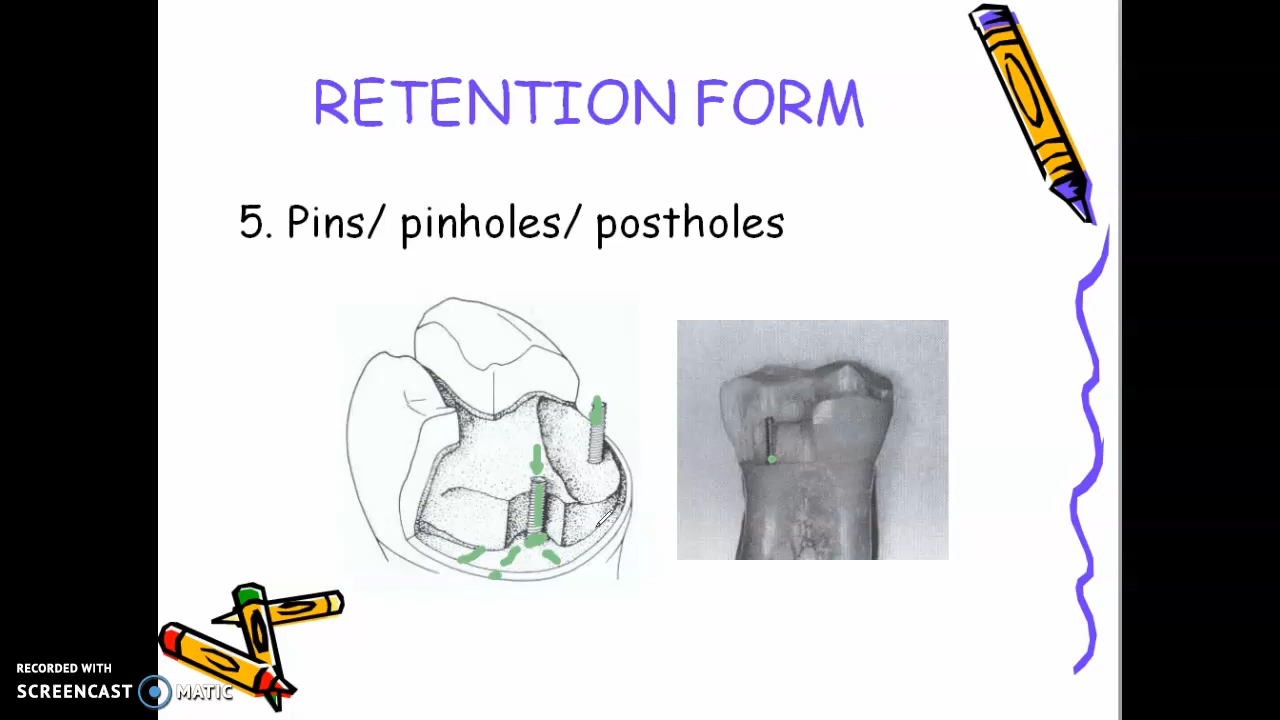 RETENTION FORM
5. Pins/ pinholes/ postholes
RECORDED WITH
SCREENCAST MATIC